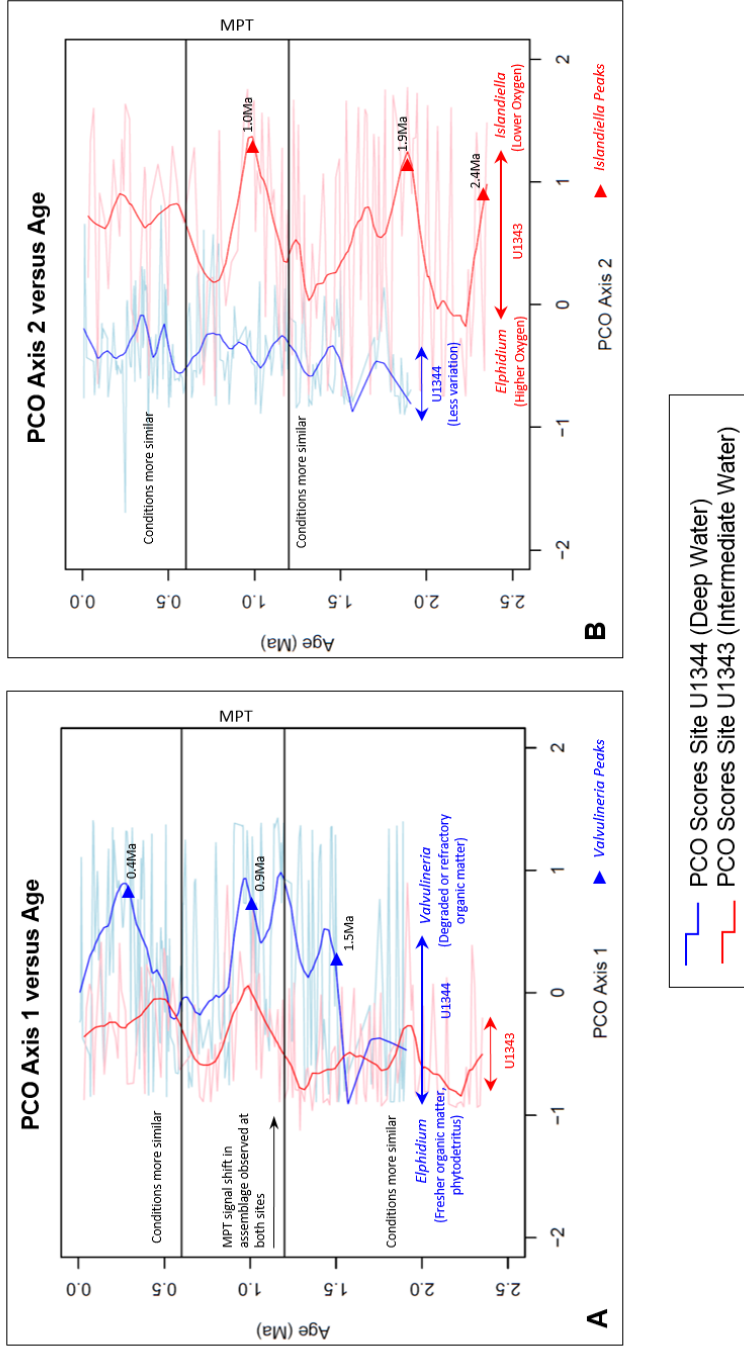 A
PCO Axis 1 versus Age
MPT
Age (Ma)
0.0
0.5
1.0
1.5
2.0
2.5
Conditions more similar
MPT signal shift in
assemblage observed at
both sites
Conditions more similar
0.4Ma
0.9Ma
1.5Ma
Elphidium
(Fresher organic matter,
phytodetritus)
U1344
Valvulineria
(Degraded or refractory
organic matter)
U1343
-2
-1
0
1
2
PCO Axis 1
Valvulineria Peaks
B
PCO Axis 2 versus Age
MPT
Age (Ma)
0.0
0.5
1.0
1.5
2.0
2.5
Conditions more similar
Conditions more similar
1.0Ma
1.9Ma
2.4Ma
U1344
(Less variation)
Elphidium
(Higher Oxygen)
U1343
Islandiella
(Lower Oxygen)
-2
-1
0
1
2
PCO Axis 2
Islandiella Peaks
PCO Scores Site U1344 (Deep Water)
PCO Scores Site U1343 (Intermediate Water)